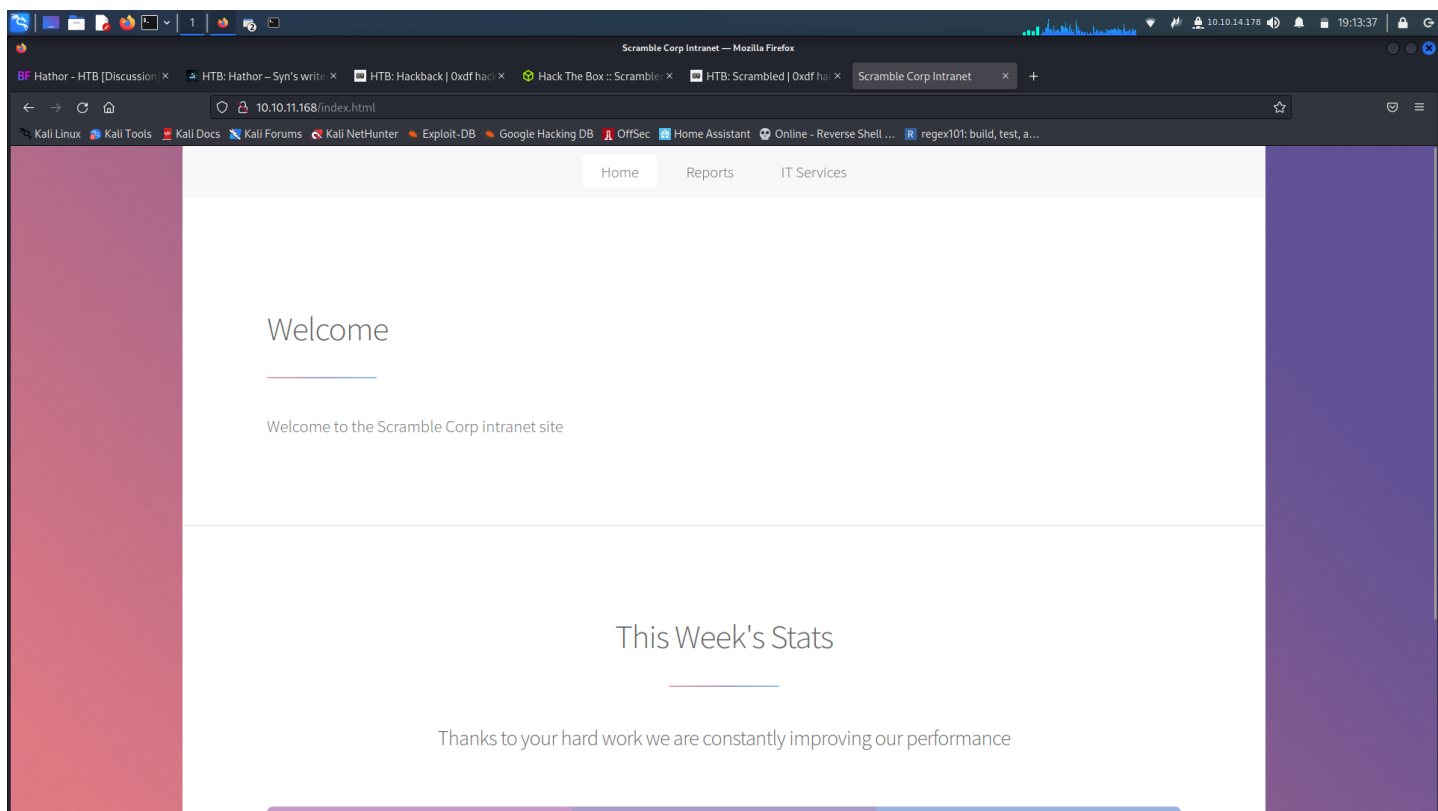 1
10.10.14.178
19:13:37
Scramble Corp Intranet — Mozilla Firefox
BF Hathor - HTB [Discussion] HTB: Hathor – Syn's write HTB: Hackback | 0xdf hac Hack The Box :: Scramble HTB: Scrambled | 0xdf ha Scramble Corp Intranet
10.10.11.168/index.html
Kali Linux Kali Tools Kali Docs Kali Forums Kali NetHunter Exploit-DB Google Hacking DB OffSec Home Assistant Online - Reverse Shell ... regex101: build, test, a...
Home Reports IT Services
Welcome
Welcome to the Scramble Corp intranet site
This Week's Stats
Thanks to your hard work we are constantly improving our performance